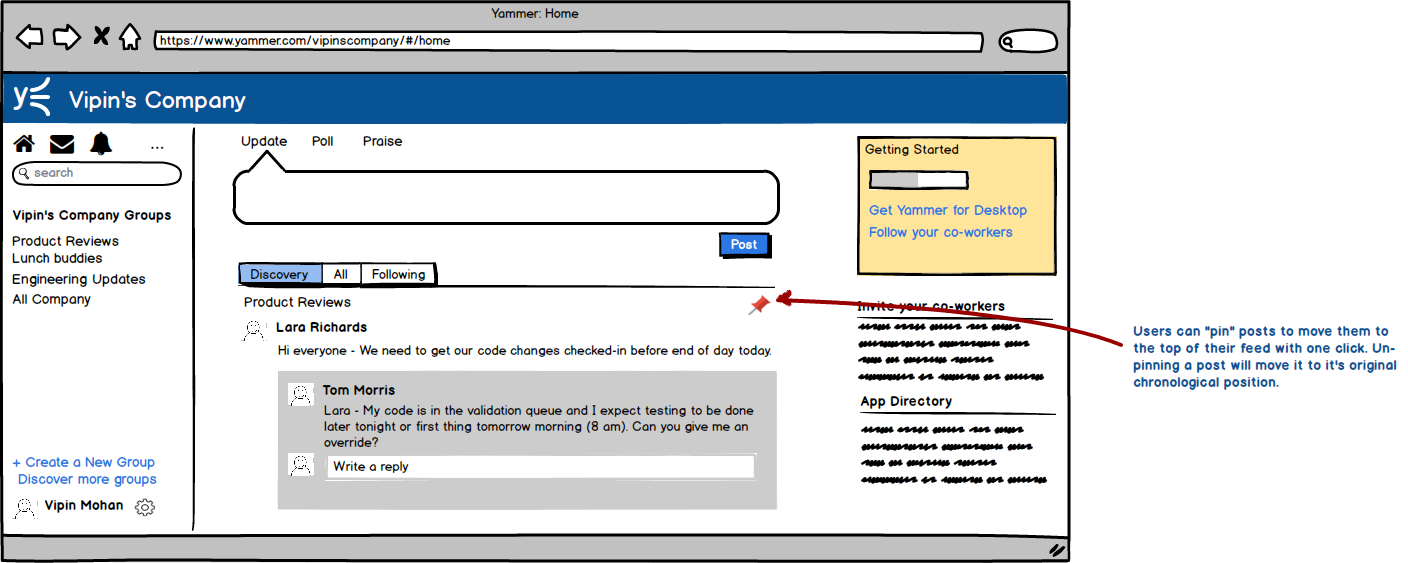 Yammer: Home
https://www.yammer.com/vipinscompany/#/home
Vipin's Company
...
search
Vipin's Company Groups
Product Reviews
Lunch buddies
Engineering Updates
All Company
+ Create a New Group
Discover more groups
Vipin Mohan
Update Poll Praise
Post
Discovery All Following
Product Reviews
Lara Richards
Hi everyone - We need to get our code changes checked-in before end of day today.
Tom Morris
Lara - My code is in the validation queue and I expect testing to be done
later tonight or first thing tomorrow morning (8 am). Can you give me an
override?
Write a reply
Getting Started
Get Yammer for Desktop
Follow your co-workers
Invite your co-workers
App Directory
Users can "pin" posts to move them to
the top of their feed with one click. Un-
pinning a post will move it to it's original
chronological position.